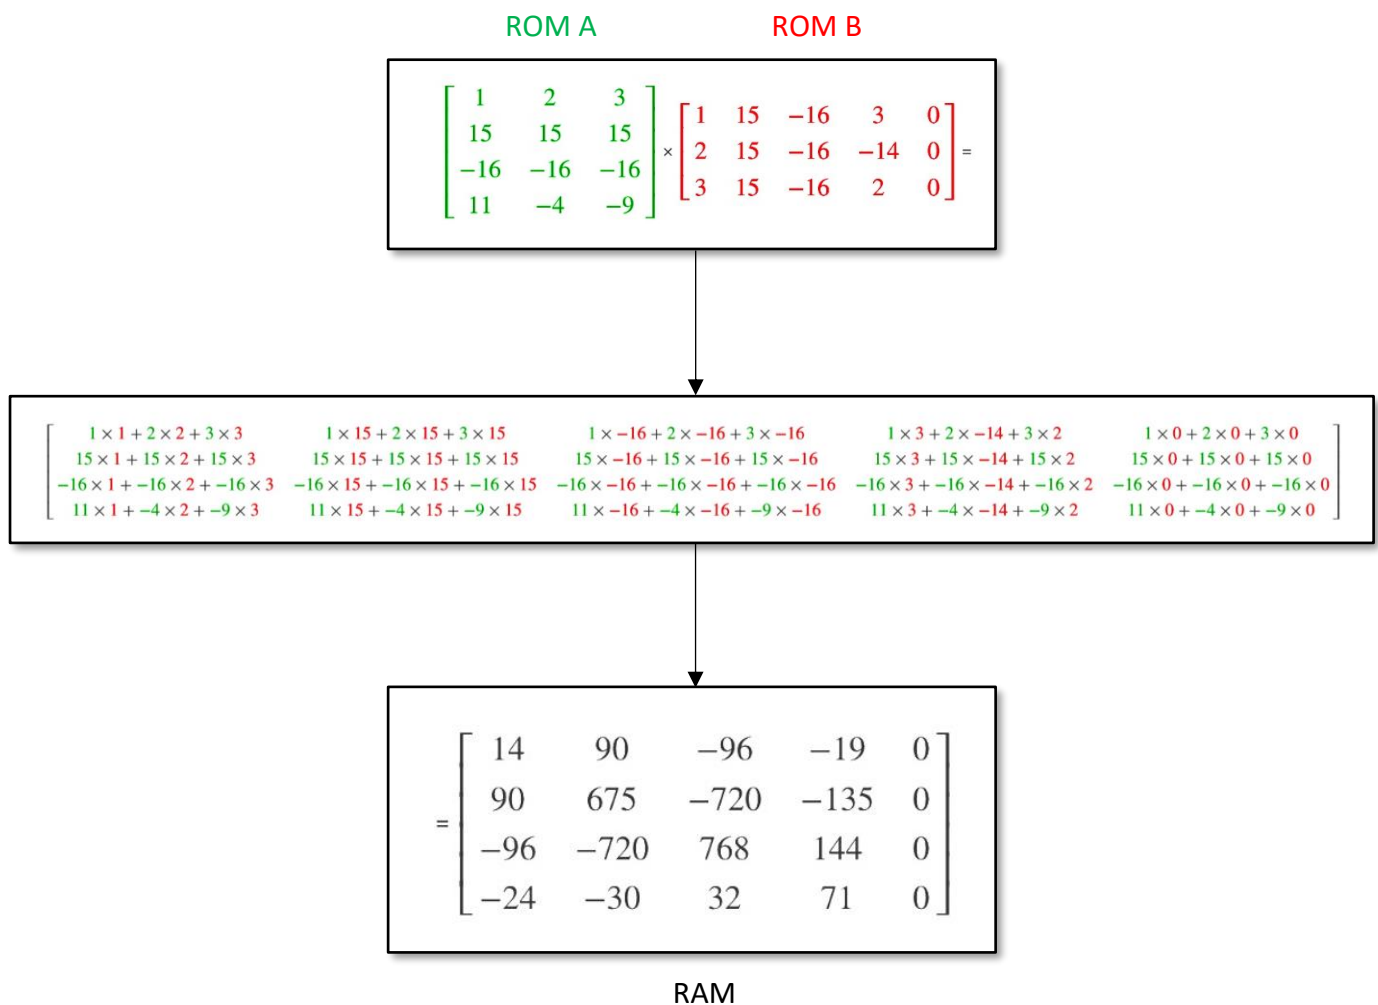 ROM A ROM B
1 2 3
15 15 15
−16 −16 −16
11 −4 −9
×
1 15 −16 3 0
2 15 −16 −14 0
3 15 −16 2 0
=
1 × 1 + 2 × 2 + 3 × 3 1 × 15 + 2 × 15 + 3 × 15 1 × −16 + 2 × −16 + 3 × −16 1 × 3 + 2 × −14 + 3 × 2 1 × 0 + 2 × 0 + 3 × 0
15 × 1 + 15 × 2 + 15 × 3 15 × 15 + 15 × 15 + 15 × 15 15 × −16 + 15 × −16 + 15 × −16 15 × 3 + 15 × −14 + 15 × 2 15 × 0 + 15 × 0 + 15 × 0
−16 × 1 + −16 × 2 + −16 × 3 −16 × 15 + −16 × 15 + −16 × 15 −16 × −16 + −16 × −16 + −16 × −16 −16 × 3 + −16 × −14 + −16 × 2 −16 × 0 + −16 × 0 + −16 × 0
11 × 1 + −4 × 2 + −9 × 3 11 × 15 + −4 × 15 + −9 × 15 11 × −16 + −4 × −16 + −9 × −16 11 × 3 + −4 × −14 + −9 × 2 11 × 0 + −4 × 0 + −9 × 0
=
14 90 −96 −19 0
90 675 −720 −135 0
−96 −720 768 144 0
−24 −30 32 71 0
RAM